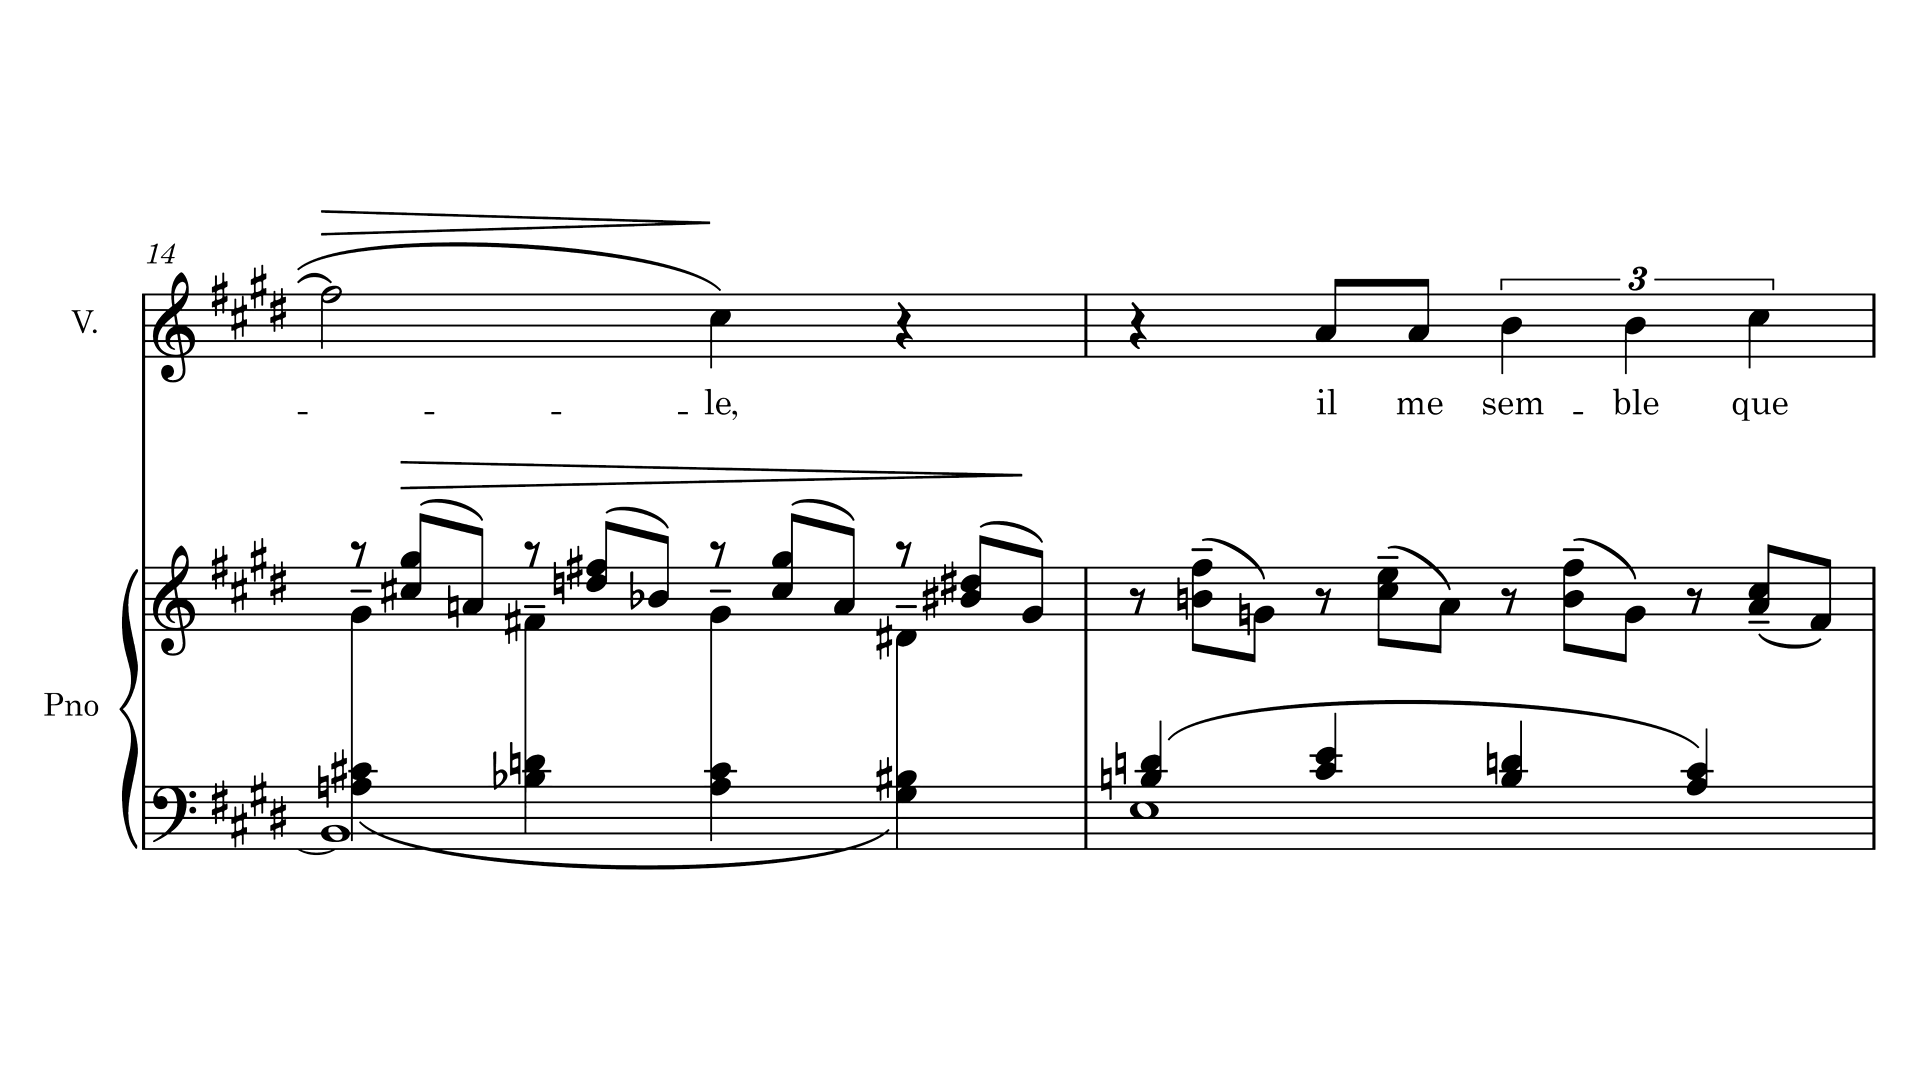 14
V.
3
- - - - le, il me sem - ble que
Pno